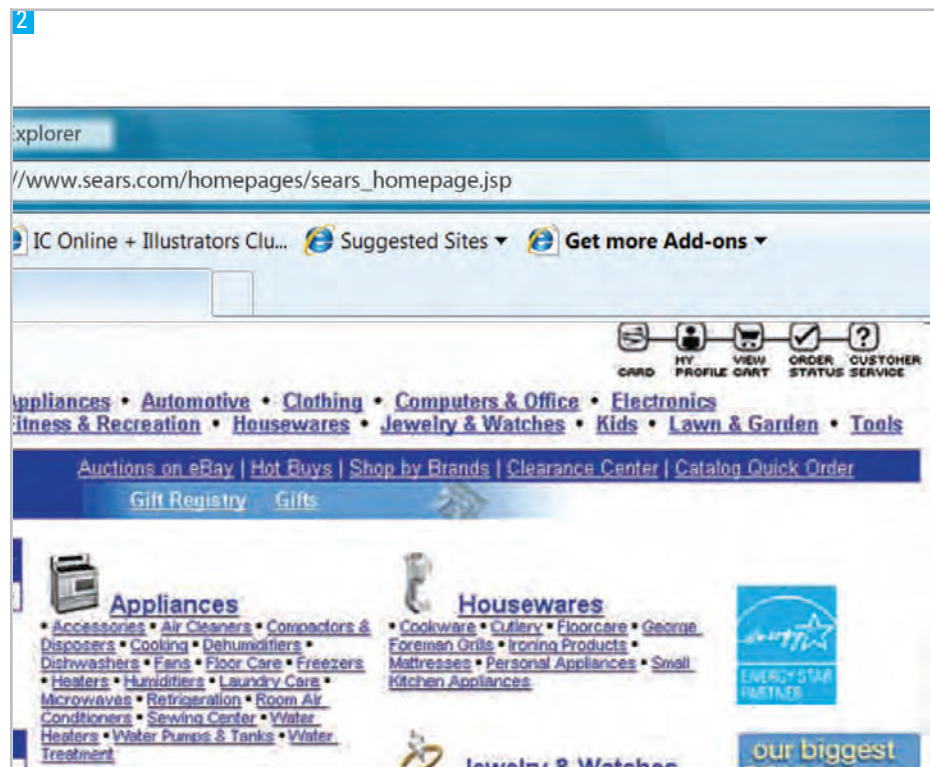 2
xplorer
//www.sears.com/homepages/sears_homepage.jsp
IC Online + Illustrators Clu... Suggested Sites Get more Add-ons
CARD MY PROFILE VIEW CART ORDER STATUS CUSTOMER SERVICE
Appliances • Automotive • Clothing • Computers & Office • Electronics
Fitness & Recreation • Housewares • Jewelry & Watches • Kids • Lawn & Garden • Tools
Auctions on eBay | Hot Buys | Shop by Brands | Clearance Center | Catalog Quick Order
Gift Registry Gifts
Appliances
• Accessories • Air Cleaners • Compactors &
Disposers • Cooking • Dehumidifiers •
Dishwashers • Fans • Floor Care • Freezers
• Heaters • Humidifiers • Laundry Care •
Microwaves • Refrigeration • Room Air
Conditioners • Sewing Center • Water
Heaters • Water Pumps & Tanks • Water
Treatment
Housewares
• Cookware • Cutlery • Floorcare • George
Foreman Grills • Ironing Products •
Mattresses • Personal Appliances • Small
Kitchen Appliances
energy
ENERGY STAR
PARTNER
Jewelry & Watches
our biggest